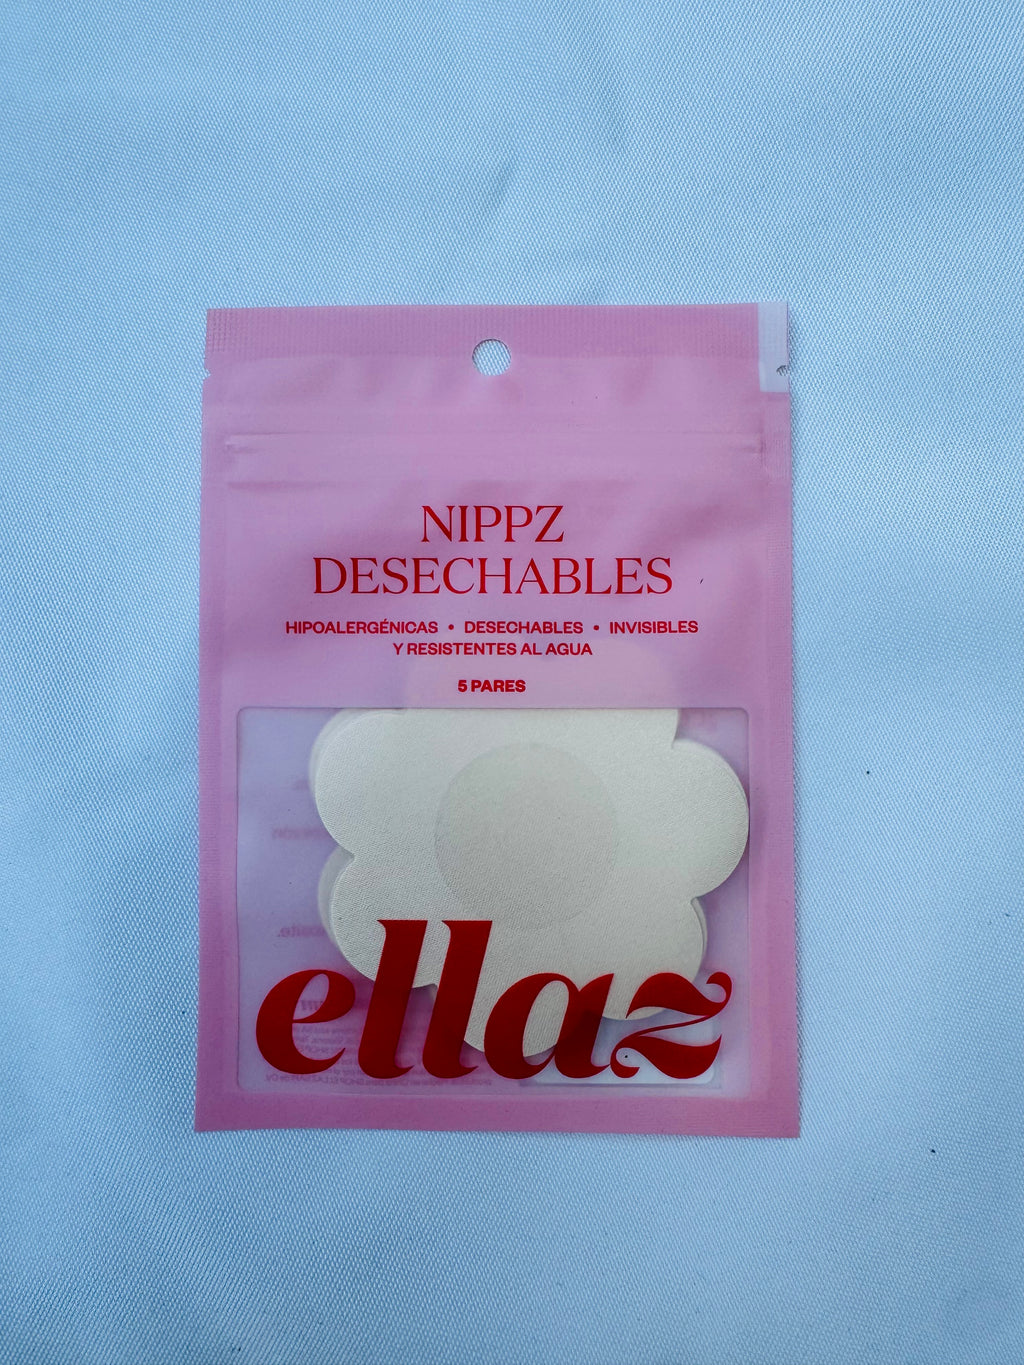 NIPPZ
DESECHABLES
HIPOALERGÉNICAS • DESECHABLES • INVISIBLES
Y RESISTENTES AL AGUA
5 PARES
ellaz